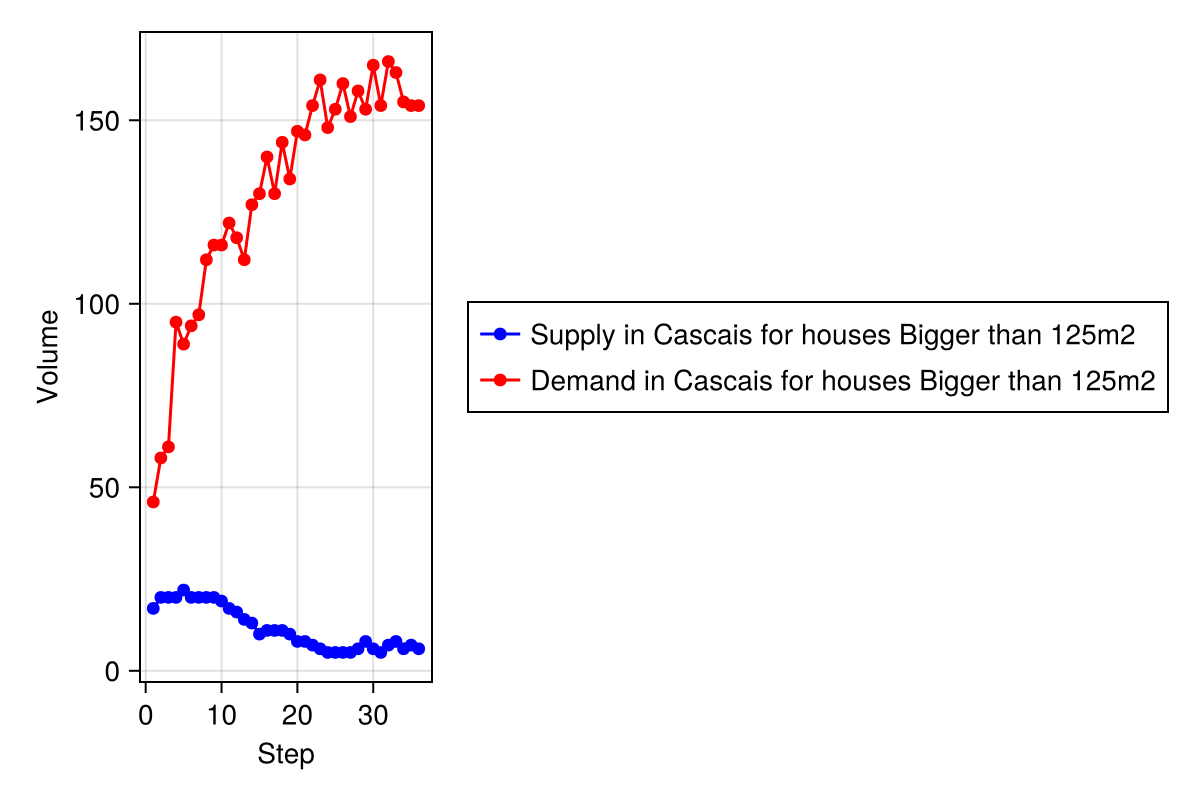 Volume
150
100
50
0
0 10 20 30
Step
Supply in Cascais for houses Bigger than 125m2
Demand in Cascais for houses Bigger than 125m2